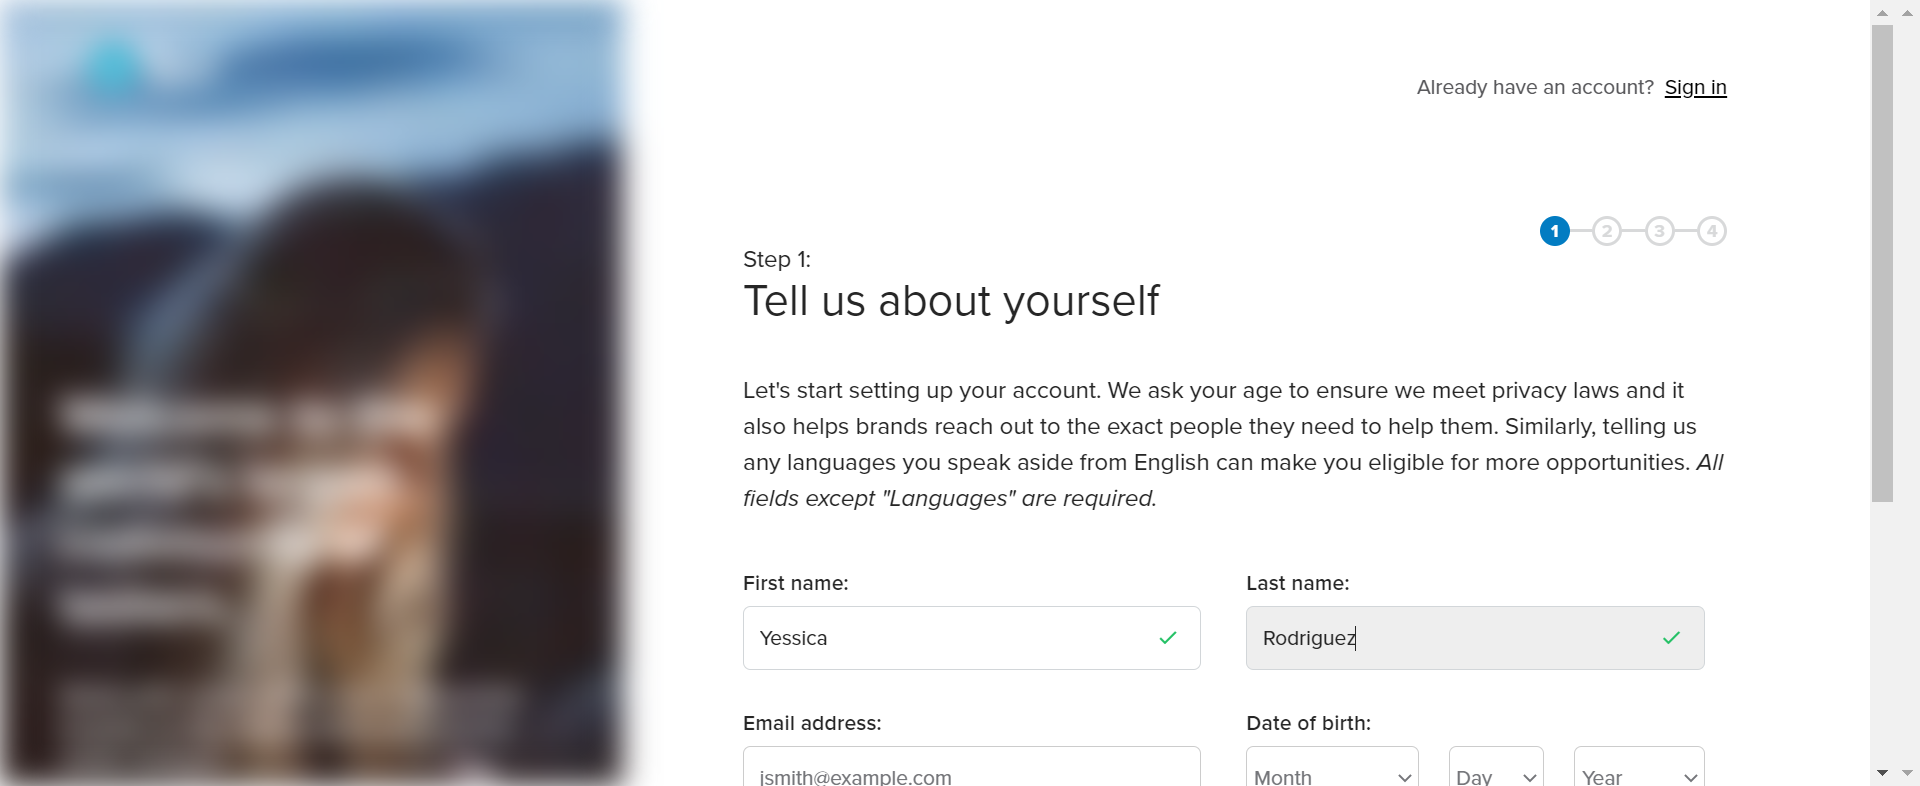 Already have an account? Sign in
1 2 3 4
Step 1:
Tell us about yourself
Let's start setting up your account. We ask your age to ensure we meet privacy laws and it
also helps brands reach out to the exact people they need to help them. Similarly, telling us
any languages you speak aside from English can make you eligible for more opportunities. All
fields except "Languages" are required.
First name: Last name:
Yessica Rodriguez
Email address: Date of birth:
jsmith@example.com Month Day Year